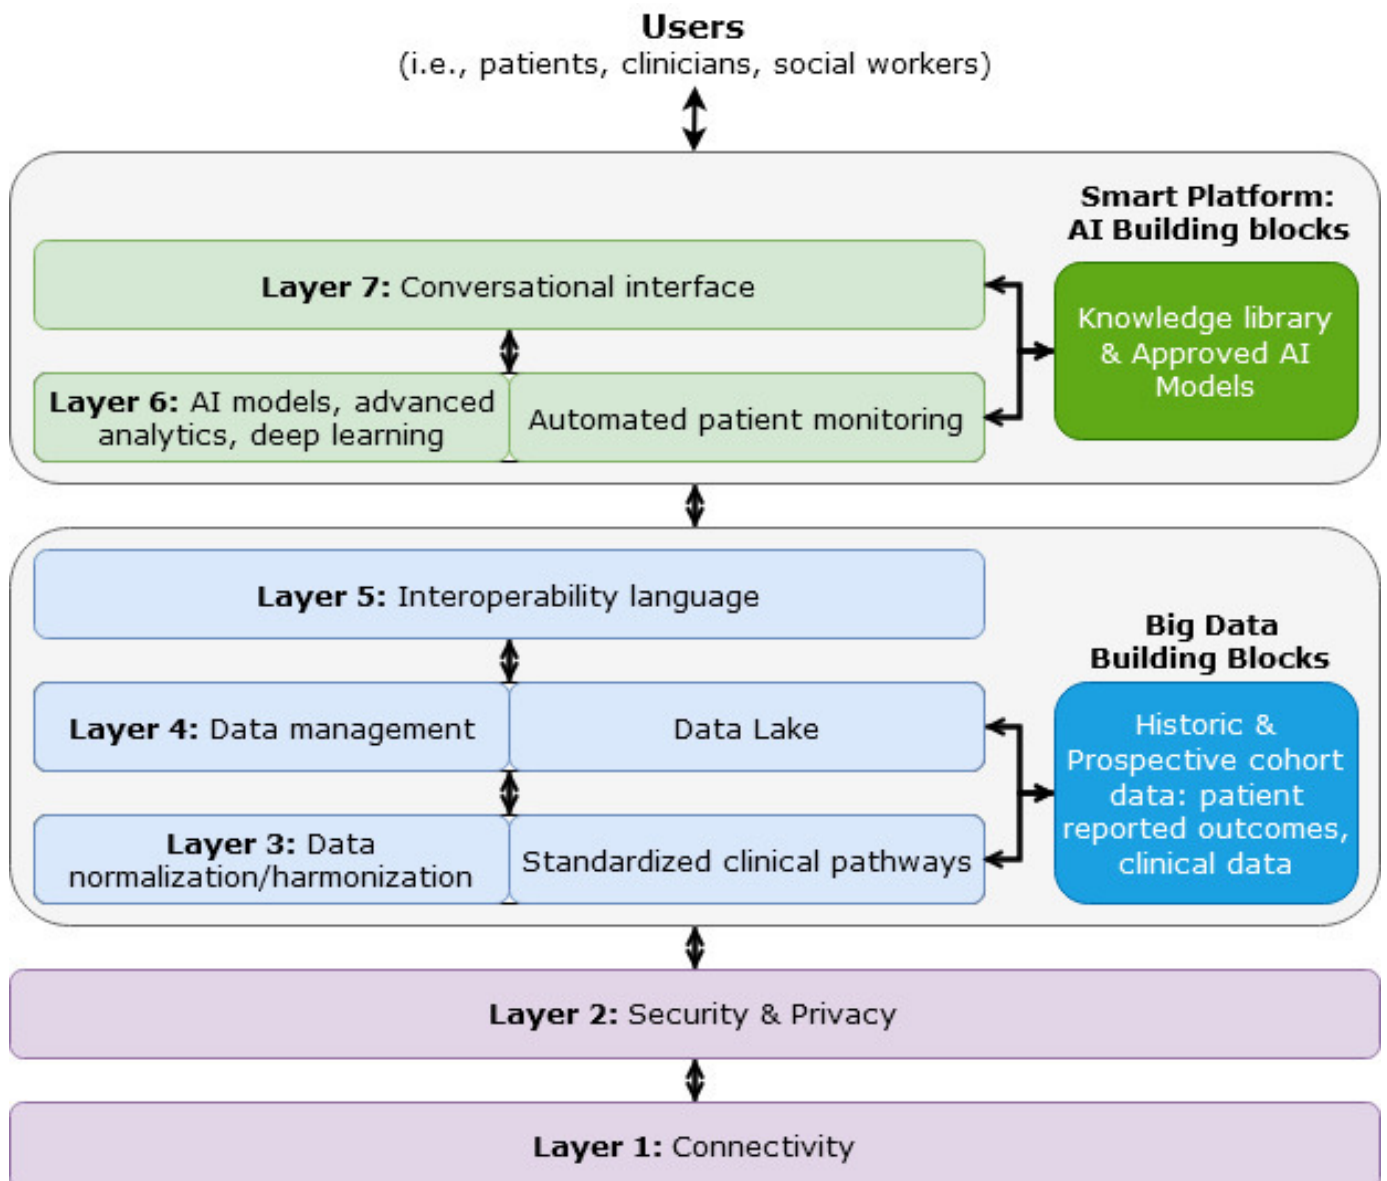 Users
(i.e., patients, clinicians, social workers)
Smart Platform:
AI Building blocks
Layer 7: Conversational interface
Knowledge library
& Approved AI
Models
Layer 6: AI models, advanced
analytics, deep learning
Automated patient monitoring
Layer 5: Interoperability language
Big Data
Building Blocks
Layer 4: Data management
Data Lake
Historic &
Prospective cohort
data: patient
reported outcomes,
clinical data
Layer 3: Data
normalization/harmonization
Standardized clinical pathways
Layer 2: Security & Privacy
Layer 1: Connectivity